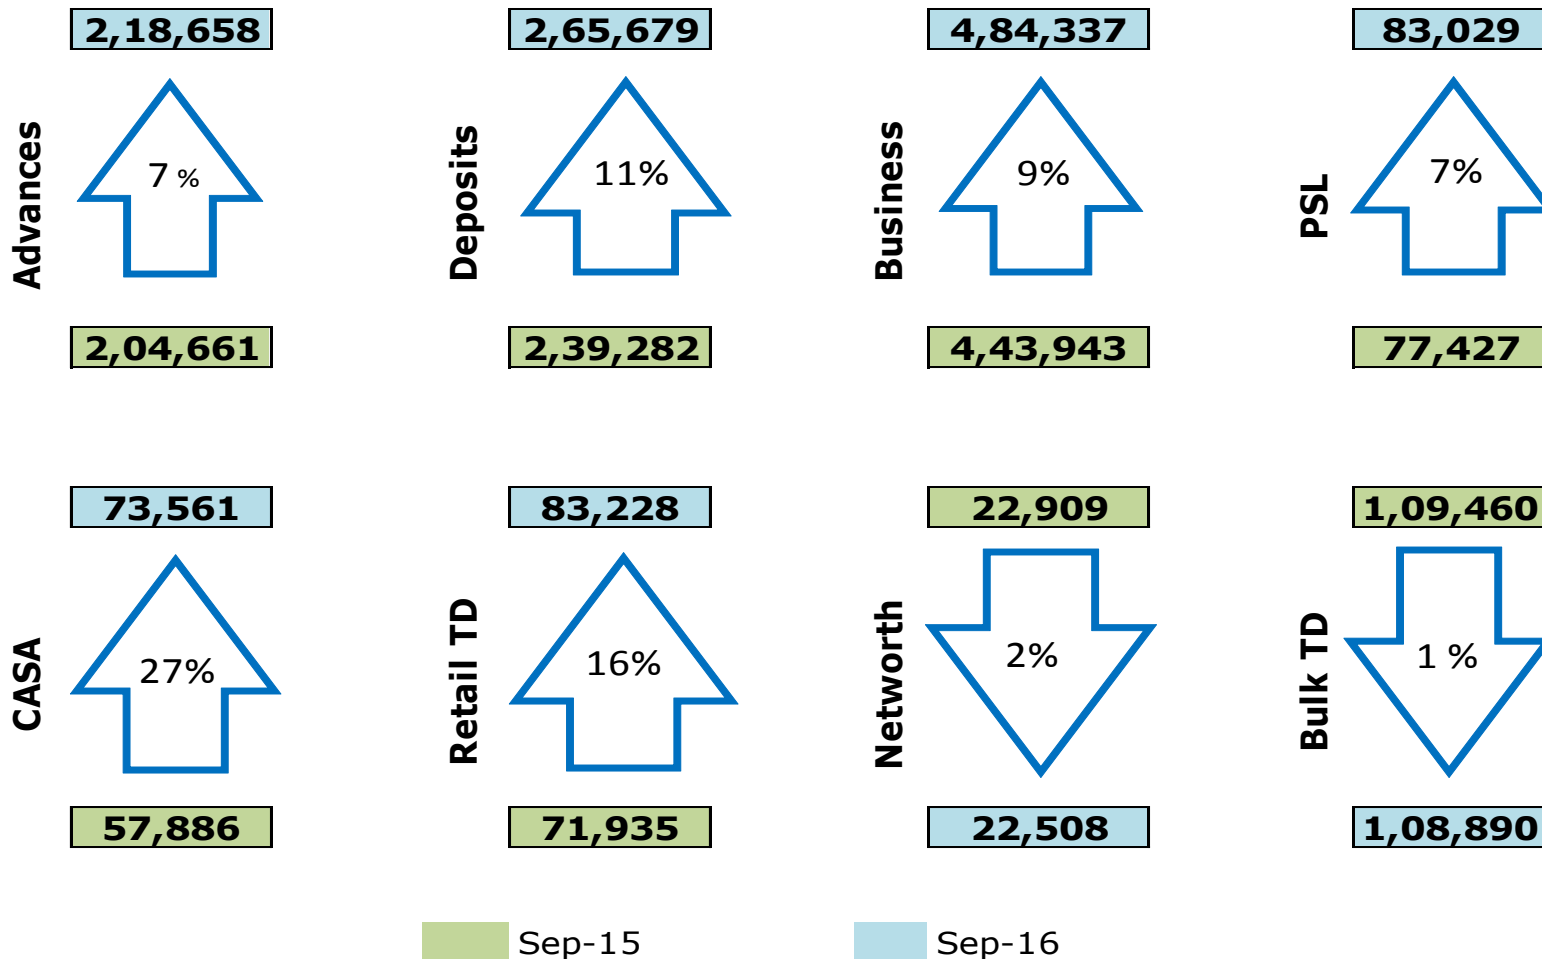 2,18,658
2,65,679
4,84,337
83,029
Advances
7 %
Deposits
11%
Business
9%
PSL
7%
2,04,661
2,39,282
4,43,943
77,427
73,561
83,228
22,909
1,09,460
CASA
27%
Retail TD
16%
Networth
2%
Bulk TD
1 %
57,886
71,935
22,508
1,08,890
Sep-15
Sep-16